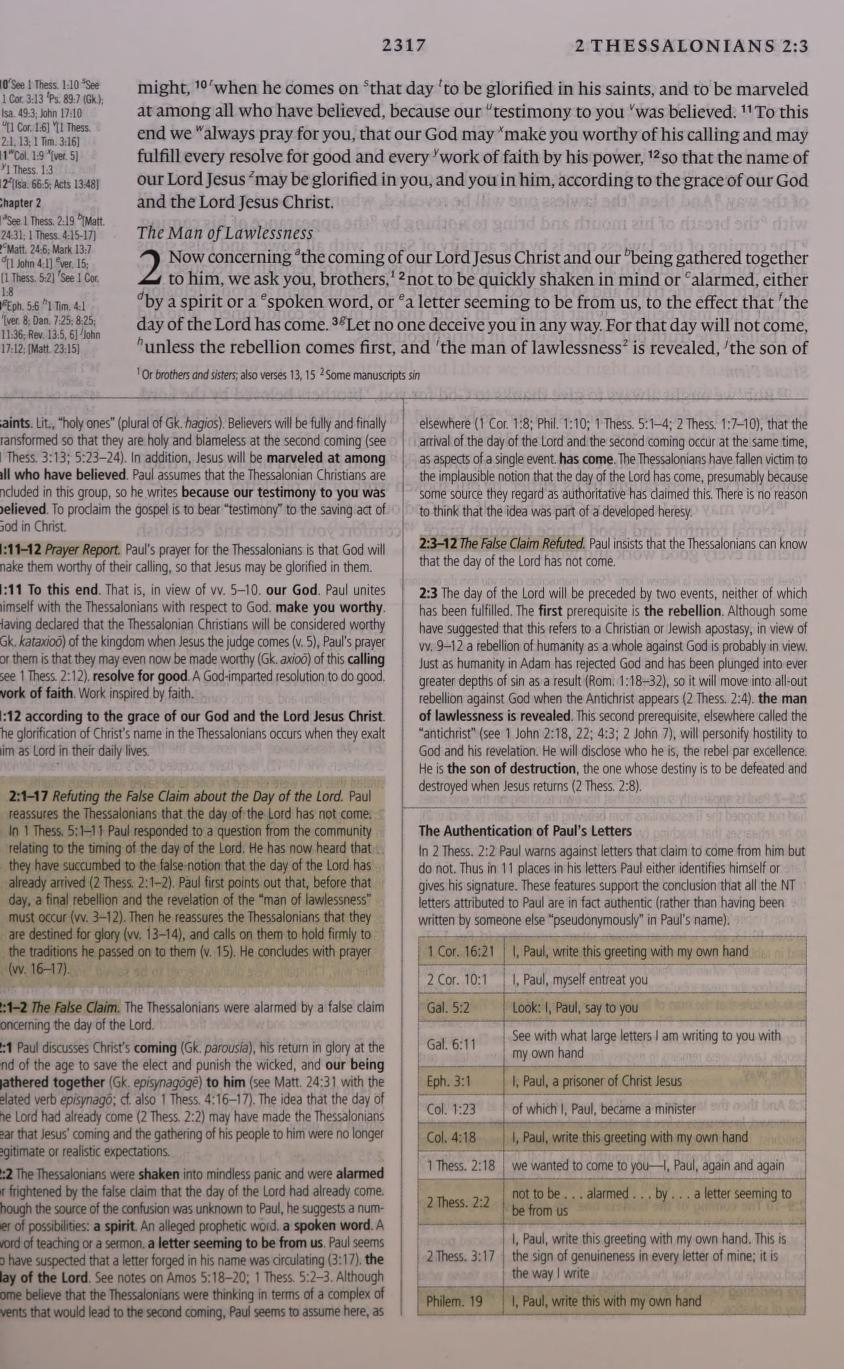 2317 2 THESSALONIANS 2:3
10 rSee 1 Thess. 1:10 sSee
1 Cor. 3:13 tPs. 89:7 (Gk.);
Isa. 49:3; John 17:10
u[1 Cor. 1:6] v[1 Thess.
2:1, 13; 1 Tim. 3:16]
11 wCol. 1:9 x[ver. 5]
y1 Thess. 1:3
12 z[Isa. 66:5; Acts 13:48]
Chapter 2
1 aSee 1 Thess. 2:19 b[Matt.
24:31; 1 Thess. 4:15-17]
2 cMatt. 24:6; Mark 13:7
d[1 John 4:1] ever. 15;
[1 Thess. 5:2] fSee 1 Cor.
1:8
3 gEph. 5:6 h1 Tim. 4:1
i[ver. 8; Dan. 7:25; 8:25;
11:36; Rev. 13:5, 6] jJohn
17:12; [Matt. 23:15]
might, 10 rwhen he comes on sthat day tto be glorified in his saints, and to be marveled
at among all who have believed, because our utestimony to you vwas believed. 11 To this
end we walways pray for you, that our God may xmake you worthy of his calling and may
fulfill every resolve for good and every ywork of faith by his power, 12 so that the name of
our Lord Jesus zmay be glorified in you, and you in him, according to the grace of our God
and the Lord Jesus Christ.
The Man of Lawlessness
2 Now concerning athe coming of our Lord Jesus Christ and our bbeing gathered together
to him, we ask you, brothers,1 2 not to be quickly shaken in mind or calarmed, either
dby a spirit or a espoken word, or ea letter seeming to be from us, to the effect that fthe
day of the Lord has come. 3 gLet no one deceive you in any way. For that day will not come,
hunless the rebellion comes first, and ithe man of lawlessness2 is revealed, jthe son of
1 Or brothers and sisters; also verses 13, 15 2 Some manuscripts sin
saints. Lit., “holy ones” (plural of Gk. hagios). Believers will be fully and finally
transformed so that they are holy and blameless at the second coming (see
1 Thess. 3:13; 5:23–24). In addition, Jesus will be marveled at among
all who have believed. Paul assumes that the Thessalonian Christians are
included in this group, so he writes because our testimony to you was
believed. To proclaim the gospel is to bear “testimony” to the saving act of
God in Christ.
1:11–12 Prayer Report. Paul's prayer for the Thessalonians is that God will
make them worthy of their calling, so that Jesus may be glorified in them.
1:11 To this end. That is, in view of vv. 5–10. our God. Paul unites
himself with the Thessalonians with respect to God. make you worthy.
Having declared that the Thessalonian Christians will be considered worthy
(Gk. kataxioō) of the kingdom when Jesus the judge comes (v. 5), Paul's prayer
for them is that they may even now be made worthy (Gk. axioō) of this calling
(see 1 Thess. 2:12). resolve for good. A God-imparted resolution to do good.
work of faith. Work inspired by faith.
1:12 according to the grace of our God and the Lord Jesus Christ.
The glorification of Christ's name in the Thessalonians occurs when they exalt
him as Lord in their daily lives.
2:1–17 Refuting the False Claim about the Day of the Lord. Paul
reassures the Thessalonians that the day of the Lord has not come.
In 1 Thess. 5:1–11 Paul responded to a question from the community
relating to the timing of the day of the Lord. He has now heard that
they have succumbed to the false notion that the day of the Lord has
already arrived (2 Thess. 2:1–2). Paul first points out that, before that
day, a final rebellion and the revelation of the “man of lawlessness”
must occur (vv. 3–12). Then he reassures the Thessalonians that they
are destined for glory (vv. 13–14), and calls on them to hold firmly to
the traditions he passed on to them (v. 15). He concludes with prayer
(vv. 16–17).
2:1–2 The False Claim. The Thessalonians were alarmed by a false claim
concerning the day of the Lord.
2:1 Paul discusses Christ's coming (Gk. parousia), his return in glory at the
end of the age to save the elect and punish the wicked, and our being
gathered together (Gk. episynagōgē) to him (see Matt. 24:31 with the
related verb episynagō; cf. also 1 Thess. 4:16–17). The idea that the day of
the Lord had already come (2 Thess. 2:2) may have made the Thessalonians
fear that Jesus' coming and the gathering of his people to him were no longer
legitimate or realistic expectations.
2:2 The Thessalonians were shaken into mindless panic and were alarmed
or frightened by the false claim that the day of the Lord had already come.
Though the source of the confusion was unknown to Paul, he suggests a num-
ber of possibilities: a spirit. An alleged prophetic word. a spoken word. A
word of teaching or a sermon. a letter seeming to be from us. Paul seems
to have suspected that a letter forged in his name was circulating (3:17). the
day of the Lord. See notes on Amos 5:18–20; 1 Thess. 5:2–3. Although
some believe that the Thessalonians were thinking in terms of a complex of
events that would lead to the second coming, Paul seems to assume here, as
elsewhere (1 Cor. 1:8; Phil. 1:10; 1 Thess. 5:1–4; 2 Thess. 1:7–10), that the
arrival of the day of the Lord and the second coming occur at the same time,
as aspects of a single event. has come. The Thessalonians have fallen victim to
the implausible notion that the day of the Lord has come, presumably because
some source they regard as authoritative has claimed this. There is no reason
to think that the idea was part of a developed heresy.
2:3–12 The False Claim Refuted. Paul insists that the Thessalonians can know
that the day of the Lord has not come.
2:3 The day of the Lord will be preceded by two events, neither of which
has been fulfilled. The first prerequisite is the rebellion. Although some
have suggested that this refers to a Christian or Jewish apostasy, in view of
vv. 9–12 a rebellion of humanity as a whole against God is probably in view.
Just as humanity in Adam has rejected God and has been plunged into ever
greater depths of sin as a result (Rom. 1:18–32), so it will move into all-out
rebellion against God when the Antichrist appears (2 Thess. 2:4). the man
of lawlessness is revealed. This second prerequisite, elsewhere called the
“antichrist” (see 1 John 2:18, 22; 4:3; 2 John 7), will personify hostility to
God and his revelation. He will disclose who he is, the rebel par excellence.
He is the son of destruction, the one whose destiny is to be defeated and
destroyed when Jesus returns (2 Thess. 2:8).
The Authentication of Paul's Letters
In 2 Thess. 2:2 Paul warns against letters that claim to come from him but
do not. Thus in 11 places in his letters Paul either identifies himself or
gives his signature. These features support the conclusion that all the NT
letters attributed to Paul are in fact authentic (rather than having been
written by someone else “pseudonymously” in Paul's name).
1 Cor. 16:21 I, Paul, write this greeting with my own hand
2 Cor. 10:1 I, Paul, myself entreat you
Gal. 5:2 Look: I, Paul, say to you
Gal. 6:11 See with what large letters I am writing to you with
my own hand
Eph. 3:1 I, Paul, a prisoner of Christ Jesus
Col. 1:23 of which I, Paul, became a minister
Col. 4:18 I, Paul, write this greeting with my own hand
1 Thess. 2:18 we wanted to come to you—I, Paul, again and again
2 Thess. 2:2 not to be . . . alarmed . . . by . . . a letter seeming to
be from us
2 Thess. 3:17 I, Paul, write this greeting with my own hand. This is
the sign of genuineness in every letter of mine; it is
the way I write
Philem. 19 I, Paul, write this with my own hand